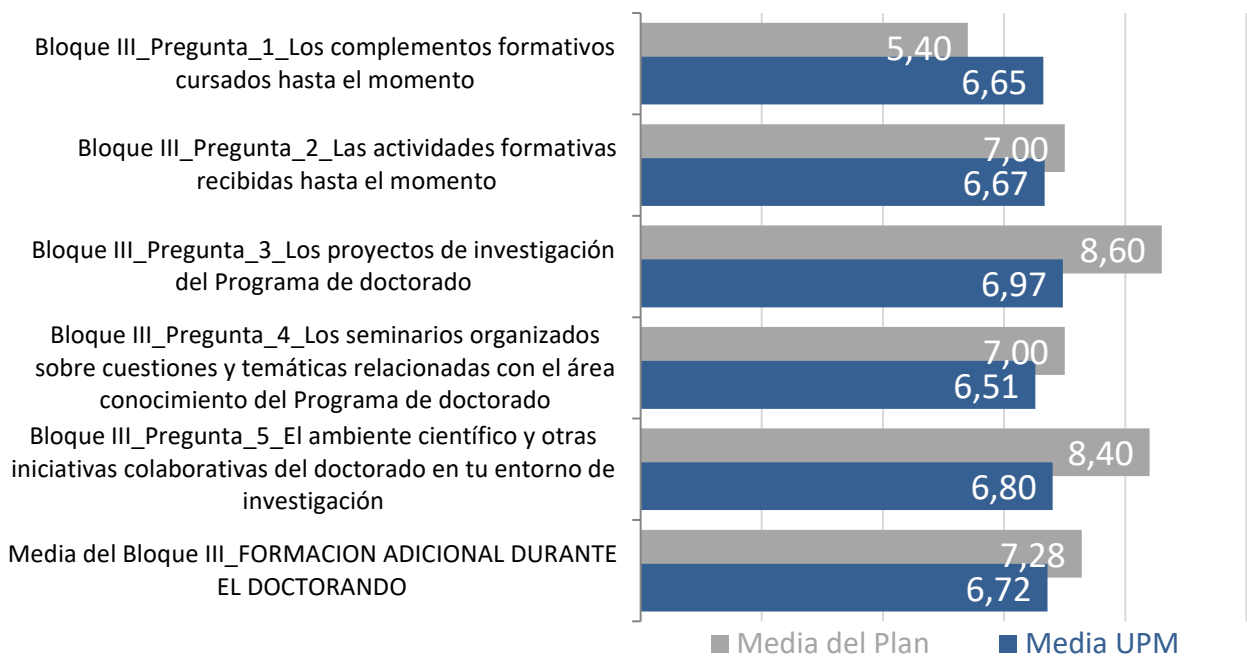 Bloque III_Pregunta_1_Los complementos formativos
cursados hasta el momento
5,40
6,65
Bloque III_Pregunta_2_Las actividades formativas
recibidas hasta el momento
7,00
6,67
Bloque III_Pregunta_3_Los proyectos de investigación
del Programa de doctorado
8,60
6,97
Bloque III_Pregunta_4_Los seminarios organizados
sobre cuestiones y temáticas relacionadas con el área
conocimiento del Programa de doctorado
7,00
6,51
Bloque III_Pregunta_5_El ambiente científico y otras
iniciativas colaborativas del doctorado en tu entorno de
investigación
8,40
6,80
Media del Bloque III_FORMACION ADICIONAL DURANTE
EL DOCTORANDO
7,28
6,72
Media del Plan
Media UPM